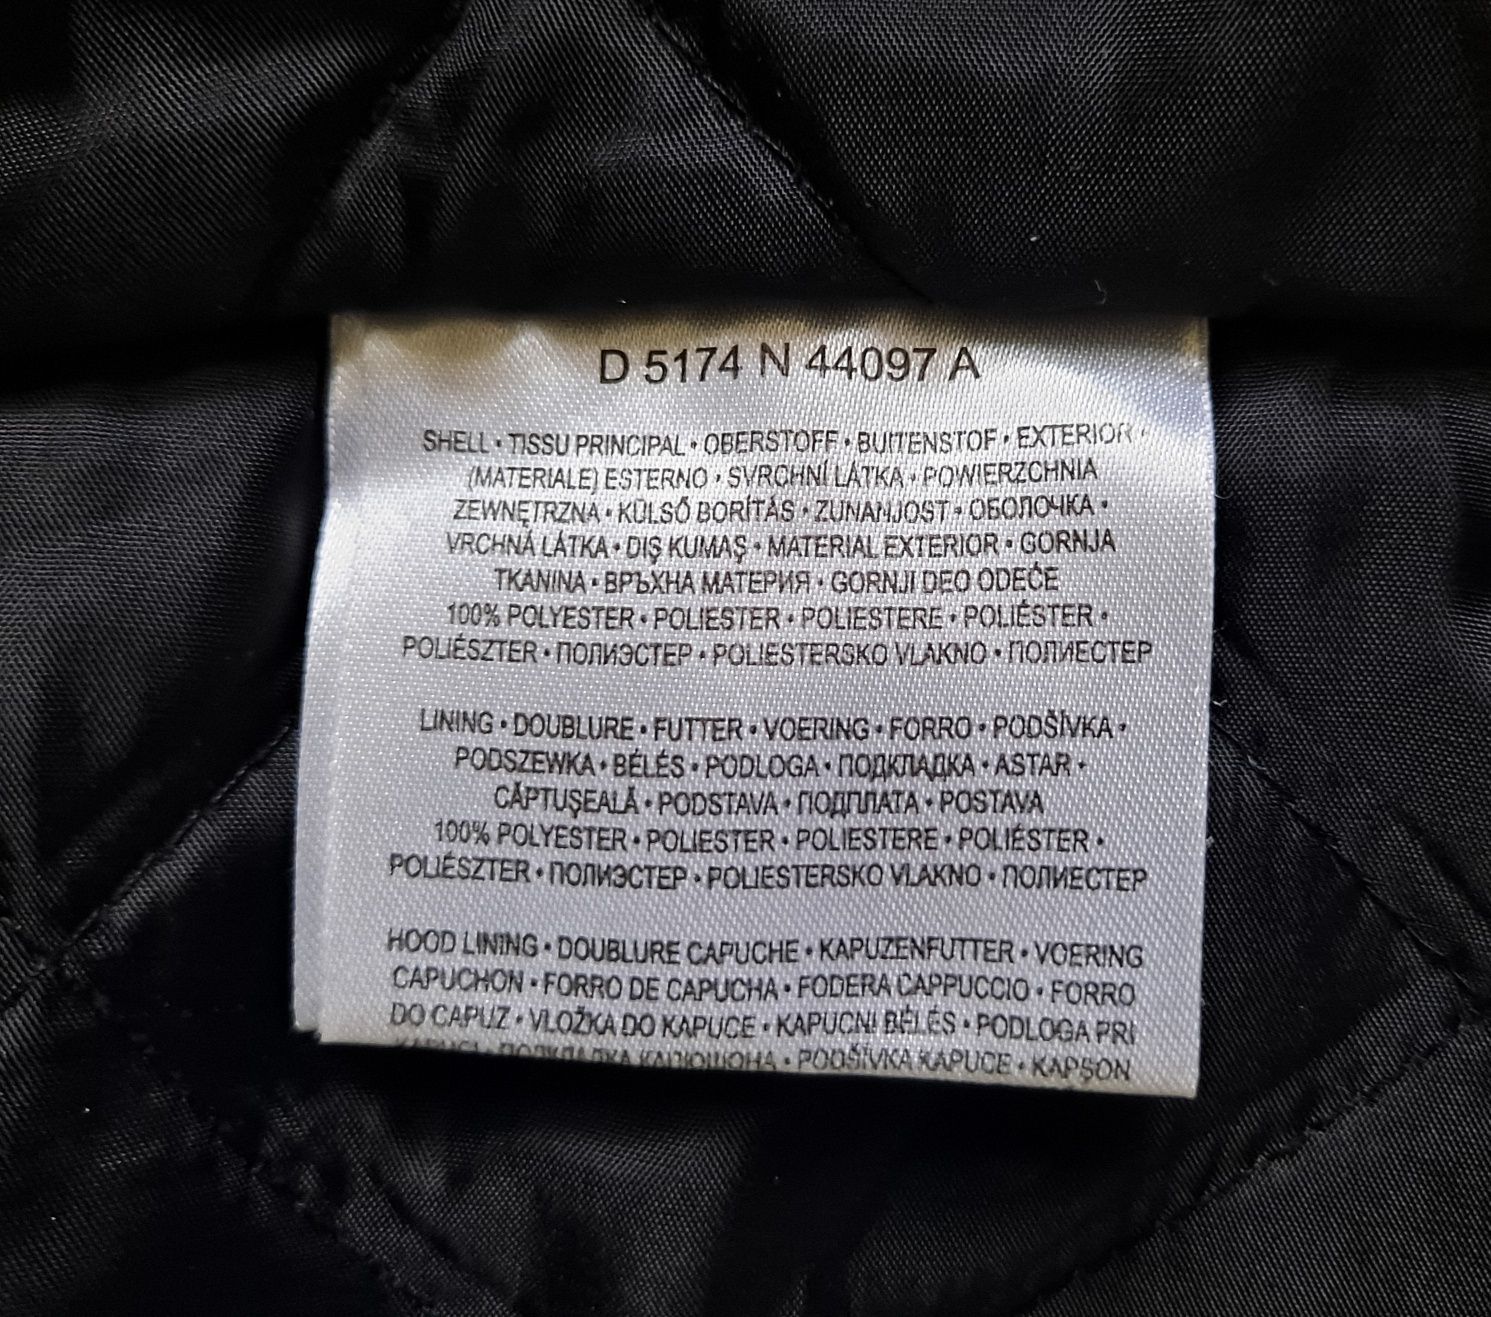 D 5174 N 44097 A
SHELL • TISSU PRINCIPAL • OBERSTOFF • BUITENSTOF • EXTERIOR •
(MATERIALE) ESTERNO • SVRCHNÍ LÁTKA • POWIERZCHNIA
ZEWNĘTRZNA • KÜLSŐ BORÍTÁS • ZUNANJOST • ОБОЛОЧКА •
VRCHNÁ LÁTKA • DIŞ KUMAŞ • MATERIAL EXTERIOR • GORNJA
TKANINA • ВРЪХНА МАТЕРИЯ • GORNJI DEO ODEĆE
100% POLYESTER • POLIESTER • POLIESTERE • POLIÉSTER •
POLIÉSZTER • ПОЛИЭСТЕР • POLIESTERSKO VLAKNO • ПОЛИЕСТЕР
LINING • DOUBLURE • FUTTER • VOERING • FORRO • PODŠÍVKA •
PODSZEWKA • BÉLÉS • PODLOGA • ПОДКЛАДКА • ASTAR •
CĂPTUŞEALĂ • PODSTAVA • ПОДПЛАТА • POSTAVA
100% POLYESTER • POLIESTER • POLIESTERE • POLIÉSTER •
POLIÉSZTER • ПОЛИЭСТЕР • POLIESTERSKO VLAKNO • ПОЛИЕСТЕР
HOOD LINING • DOUBLURE CAPUCHE • KAPUZENFUTTER • VOERING
CAPUCHON • FORRO DE CAPUCHA • FODERA CAPPUCCIO • FORRO
DO CAPUZ • VLOŽKA DO KAPUCE • KAPUCNI BÉLÉS • PODLOGA PRI
KAPUCI • ПОДКЛАДКА КАПЮШОНА • PODŠÍVKA KAPUCE • KAPŞON